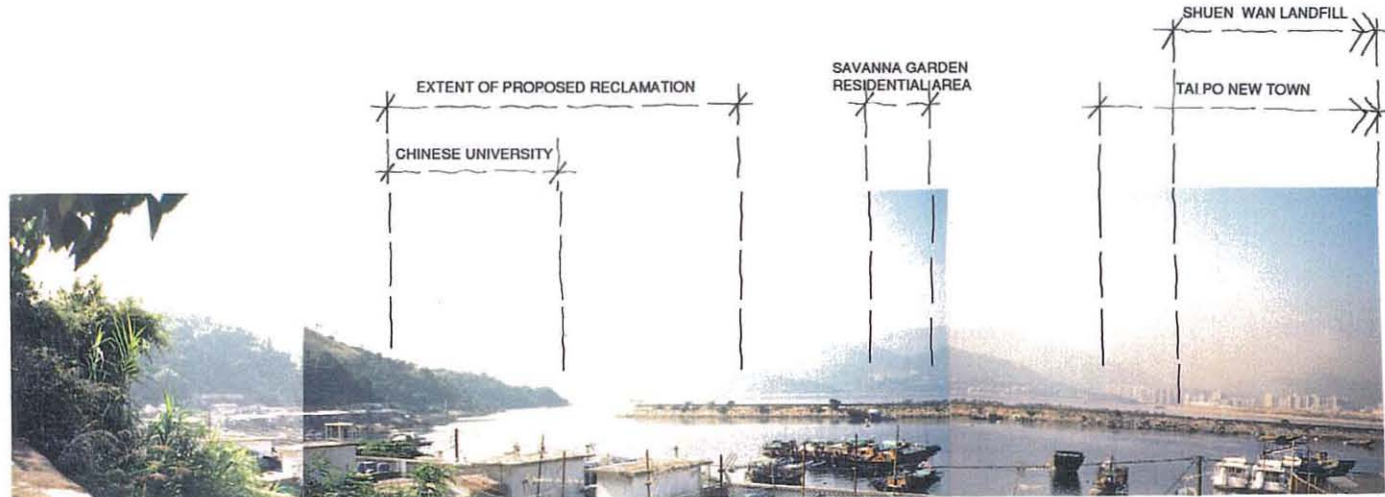 SHUEN WAN LANDFILL
EXTENT OF PROPOSED RECLAMATION
SAVANNA GARDEN
RESIDENTIAL AREA
TAI PO NEW TOWN
CHINESE UNIVERSITY